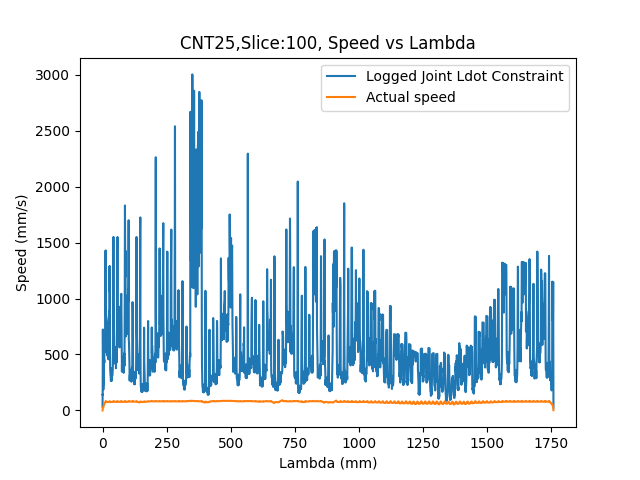 CNT25,Slice:100, Speed vs Lambda
Logged Joint Ldot Constraint
Actual speed
Speed (mm/s)
3000
2500
2000
1500
1000
500
0
0 250 500 750 1000 1250 1500 1750
Lambda (mm)